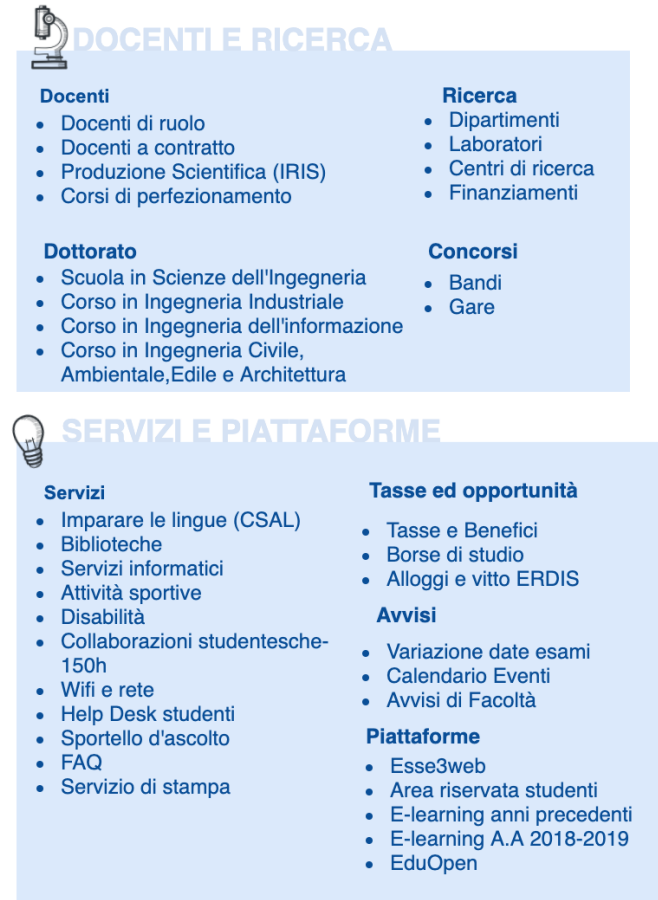 DOCENTI E RICERCA
Docenti
• Docenti di ruolo
• Docenti a contratto
• Produzione Scientifica (IRIS)
• Corsi di perfezionamento
Ricerca
• Dipartimenti
• Laboratori
• Centri di ricerca
• Finanziamenti
Dottorato
• Scuola in Scienze dell'Ingegneria
• Corso in Ingegneria Industriale
• Corso in Ingegneria dell'informazione
• Corso in Ingegneria Civile,
Ambientale,Edile e Architettura
Concorsi
• Bandi
• Gare
SERVIZI E PIATTAFORME
Servizi
• Imparare le lingue (CSAL)
• Biblioteche
• Servizi informatici
• Attività sportive
• Disabilità
• Collaborazioni studentesche-
150h
• Wifi e rete
• Help Desk studenti
• Sportello d'ascolto
• FAQ
• Servizio di stampa
Tasse ed opportunità
• Tasse e Benefici
• Borse di studio
• Alloggi e vitto ERDIS
Avvisi
• Variazione date esami
• Calendario Eventi
• Avvisi di Facoltà
Piattaforme
• Esse3web
• Area riservata studenti
• E-learning anni precedenti
• E-learning A.A 2018-2019
• EduOpen